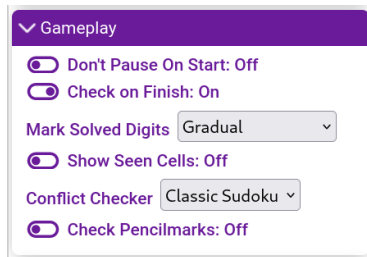 Gameplay
Don't Pause On Start: Off
Check on Finish: On
Mark Solved Digits Gradual
Show Seen Cells: Off
Conflict Checker Classic Sudoku
Check Pencilmarks: Off